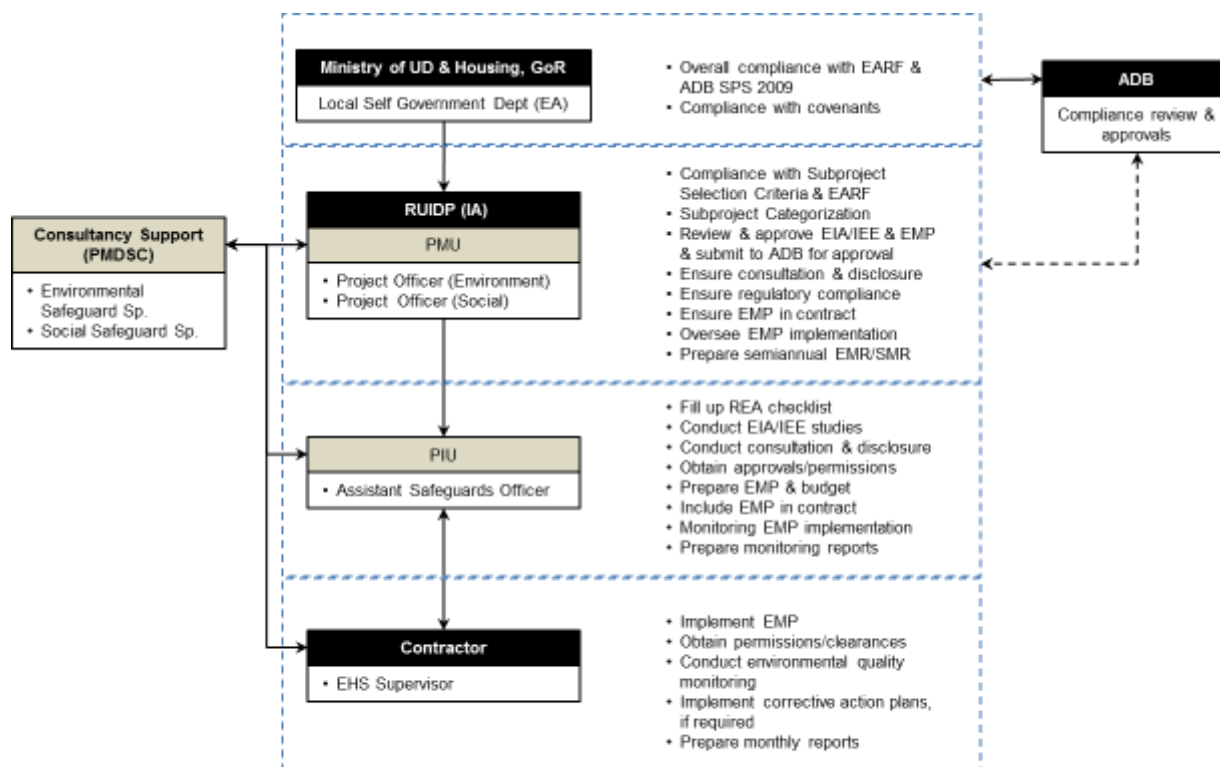 Ministry of UD & Housing, GoR
Local Self Government Dept (EA)
• Overall compliance with EARF &
ADB SPS 2009
• Compliance with covenants
ADB
Compliance review &
approvals
Consultancy Support
(PMDSC)
• Environmental
Safeguard Sp.
• Social Safeguard Sp.
RUIDP (IA)
PMU
• Project Officer (Environment)
• Project Officer (Social)
• Compliance with Subproject
Selection Criteria & EARF
• Subproject Categorization
• Review & approve EIA/IEE & EMP
& submit to ADB for approval
• Ensure consultation & disclosure
• Ensure regulatory compliance
• Ensure EMP in contract
• Oversee EMP implementation
• Prepare semiannual EMR/SMR
PIU
• Assistant Safeguards Officer
• Fill up REA checklist
• Conduct EIA/IEE studies
• Conduct consultation & disclosure
• Obtain approvals/permissions
• Prepare EMP & budget
• Include EMP in contract
• Monitoring EMP implementation
• Prepare monitoring reports
Contractor
• EHS Supervisor
• Implement EMP
• Obtain permissions/clearances
• Conduct environmental quality
monitoring
• Implement corrective action plans,
if required
• Prepare monthly reports